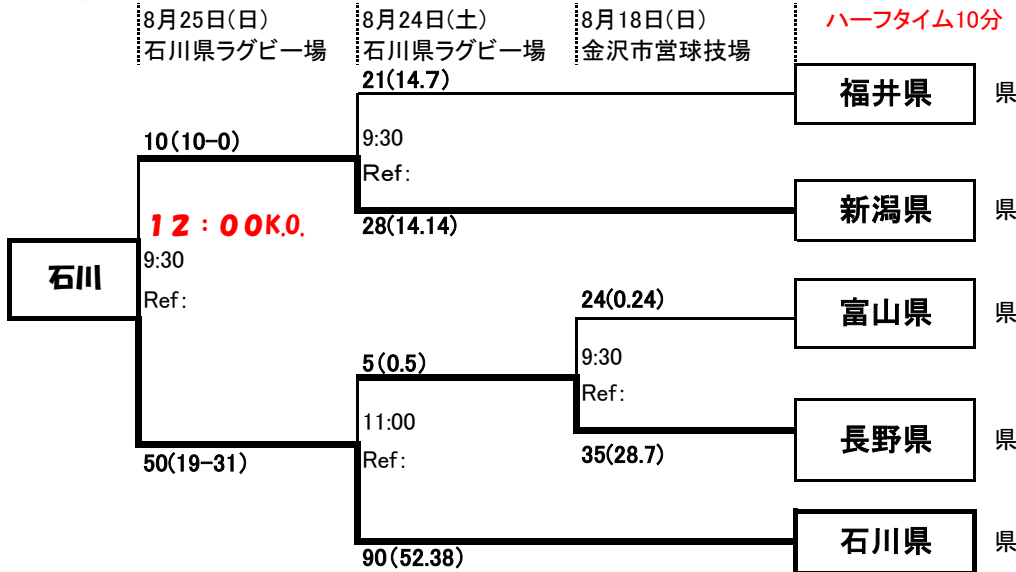 8月25日(日)
石川県ラグビー場
8月24日(土)
石川県ラグビー場
8月18日(日)
金沢市営球技場
ハーフタイム10分
21(14.7)
福井県
県
10(10-0)
9:30
Ref:
新潟県
県
28(14.14)
12:00K.O.
石川
9:30
Ref:
24(0.24)
富山県
県
5(0.5)
9:30
Ref:
11:00
Ref:
長野県
県
35(28.7)
50(19-31)
石川県
県
90(52.38)